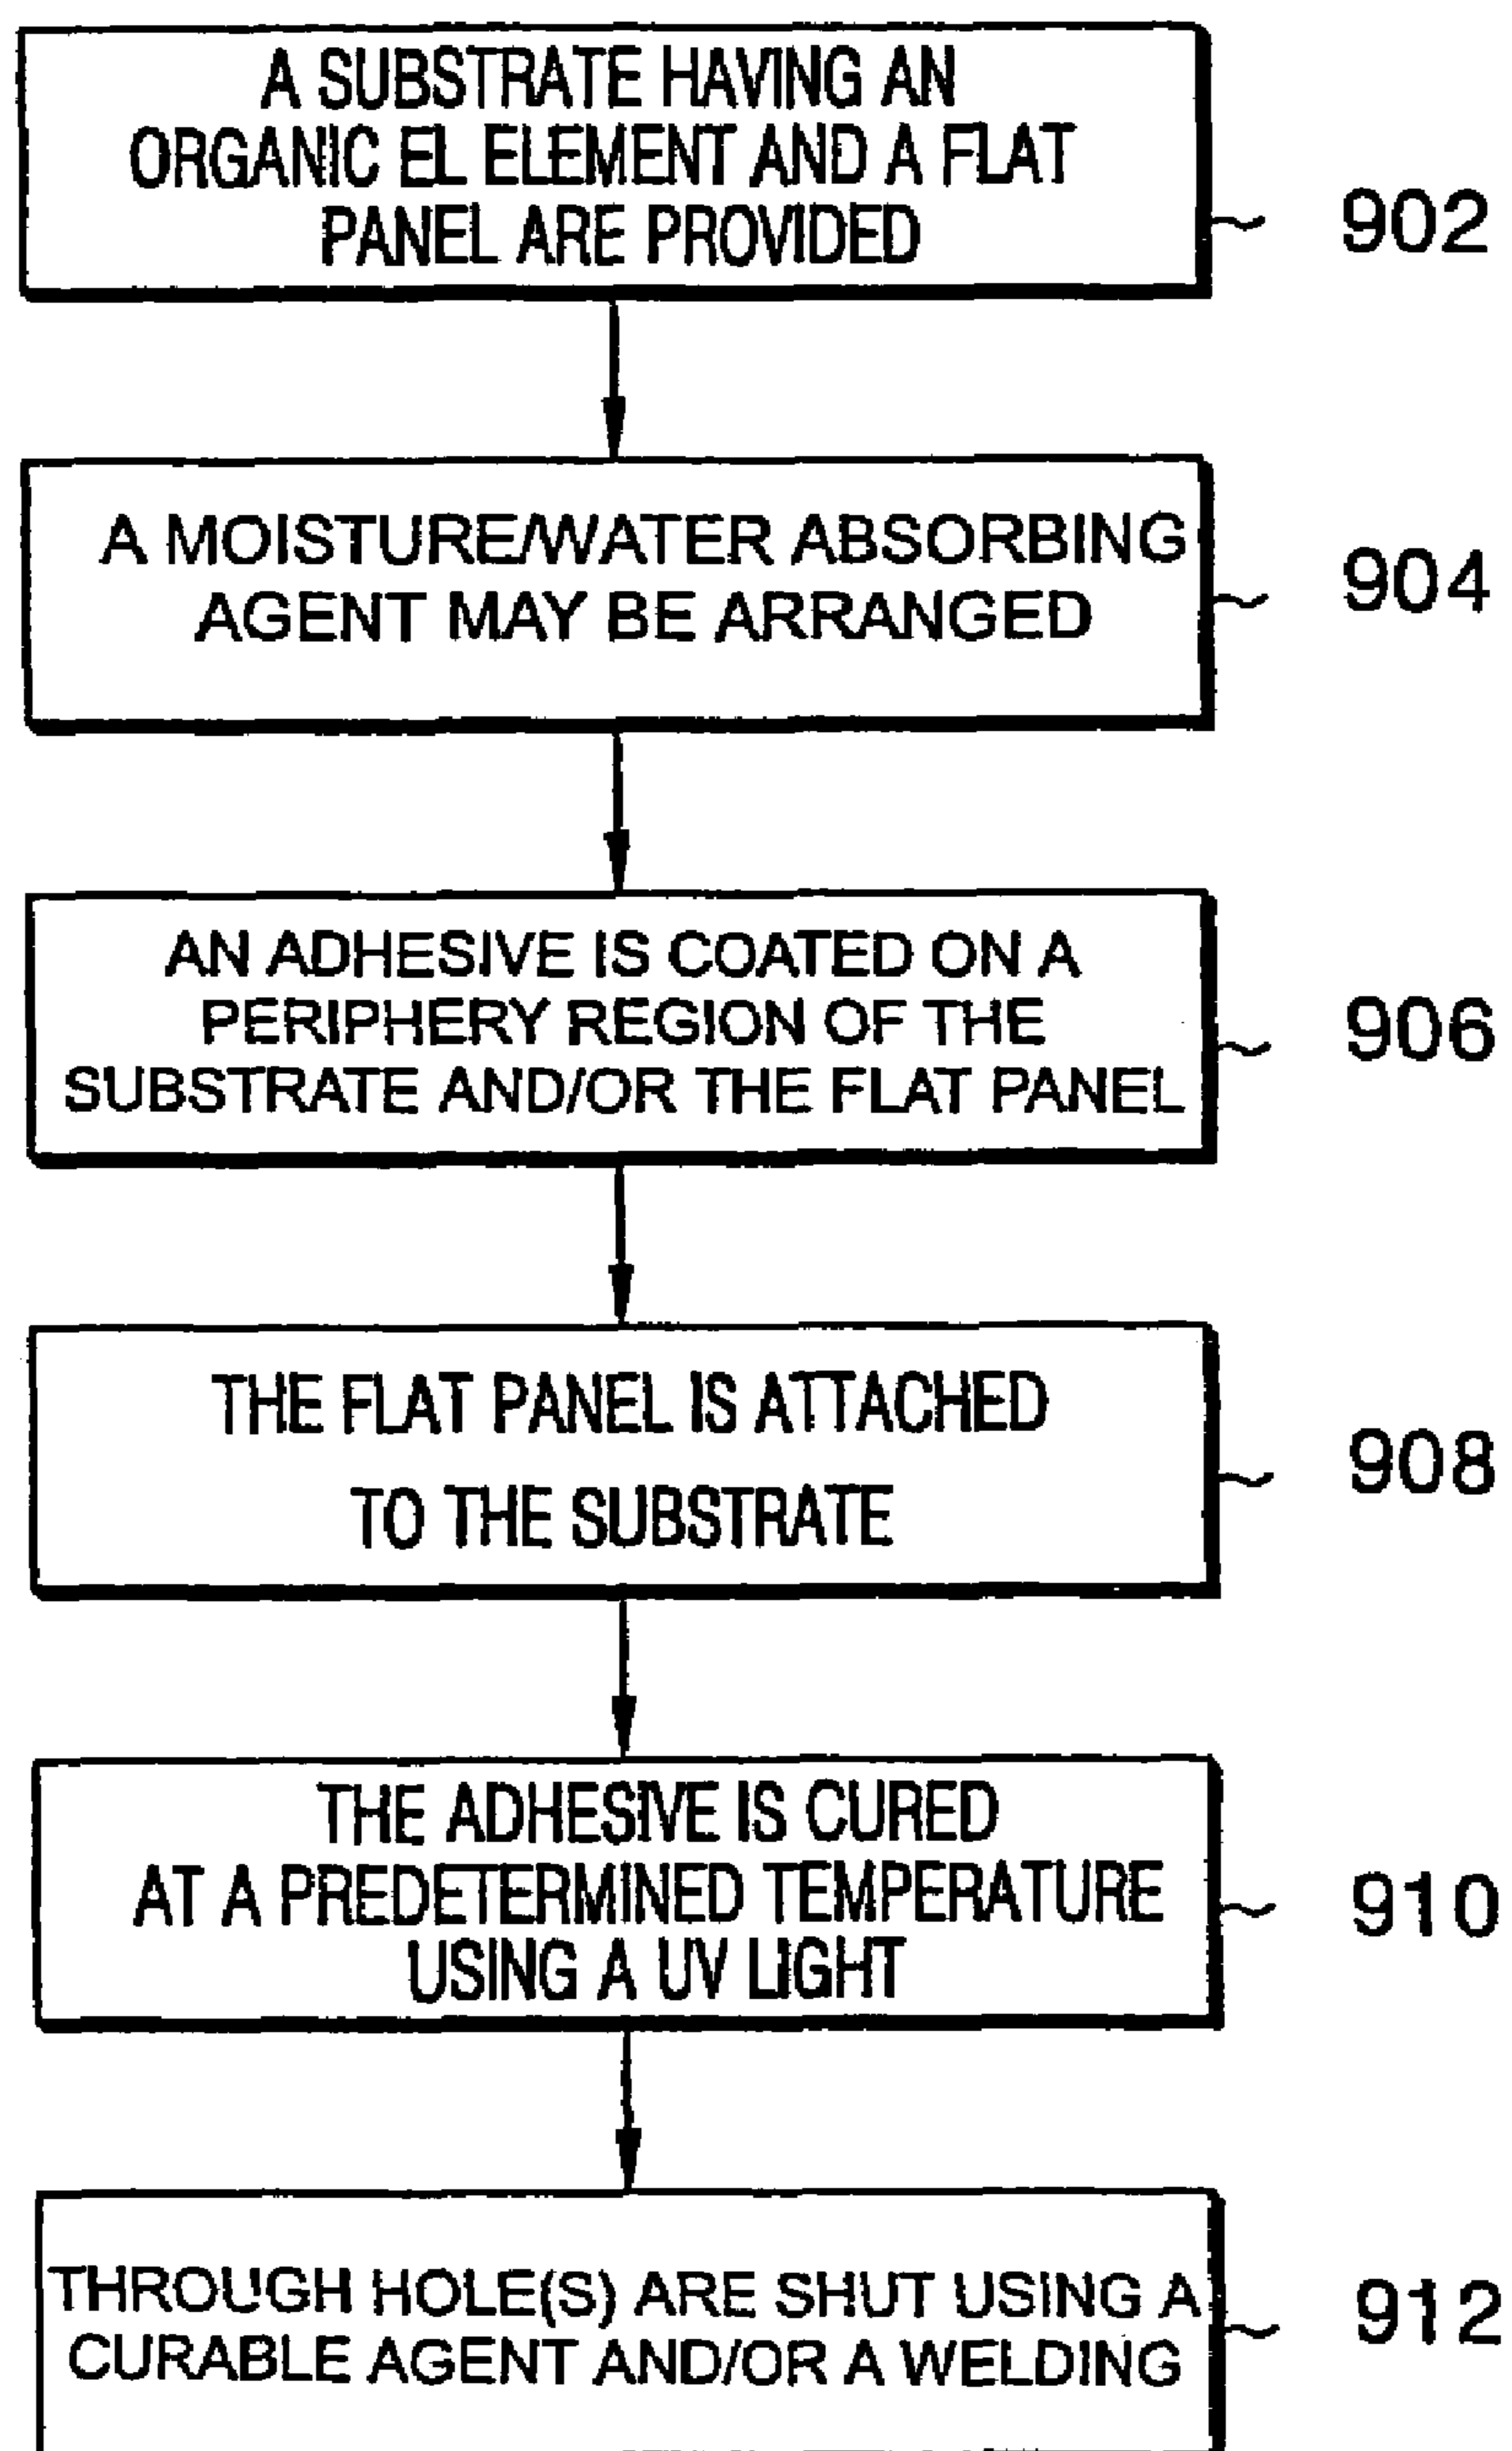 A SUBSTRATE HAVING AN
ORGANIC EL ELEMENT AND A FLAT
PANEL ARE PROVIDED
902
A MOISTURE/WATER ABSORBING
AGENT MAY BE ARRANGED
904
AN ADHESIVE IS COATED ON A
PERIPHERY REGION OF THE
SUBSTRATE AND/OR THE FLAT PANEL
906
THE FLAT PANEL IS ATTACHED
TO THE SUBSTRATE
908
THE ADHESIVE IS CURED
AT A PREDETERMINED TEMPERATURE
USING A UV LIGHT
910
THROUGH HOLE(S) ARE SHUT USING A
CURABLE AGENT AND/OR A WELDING
912